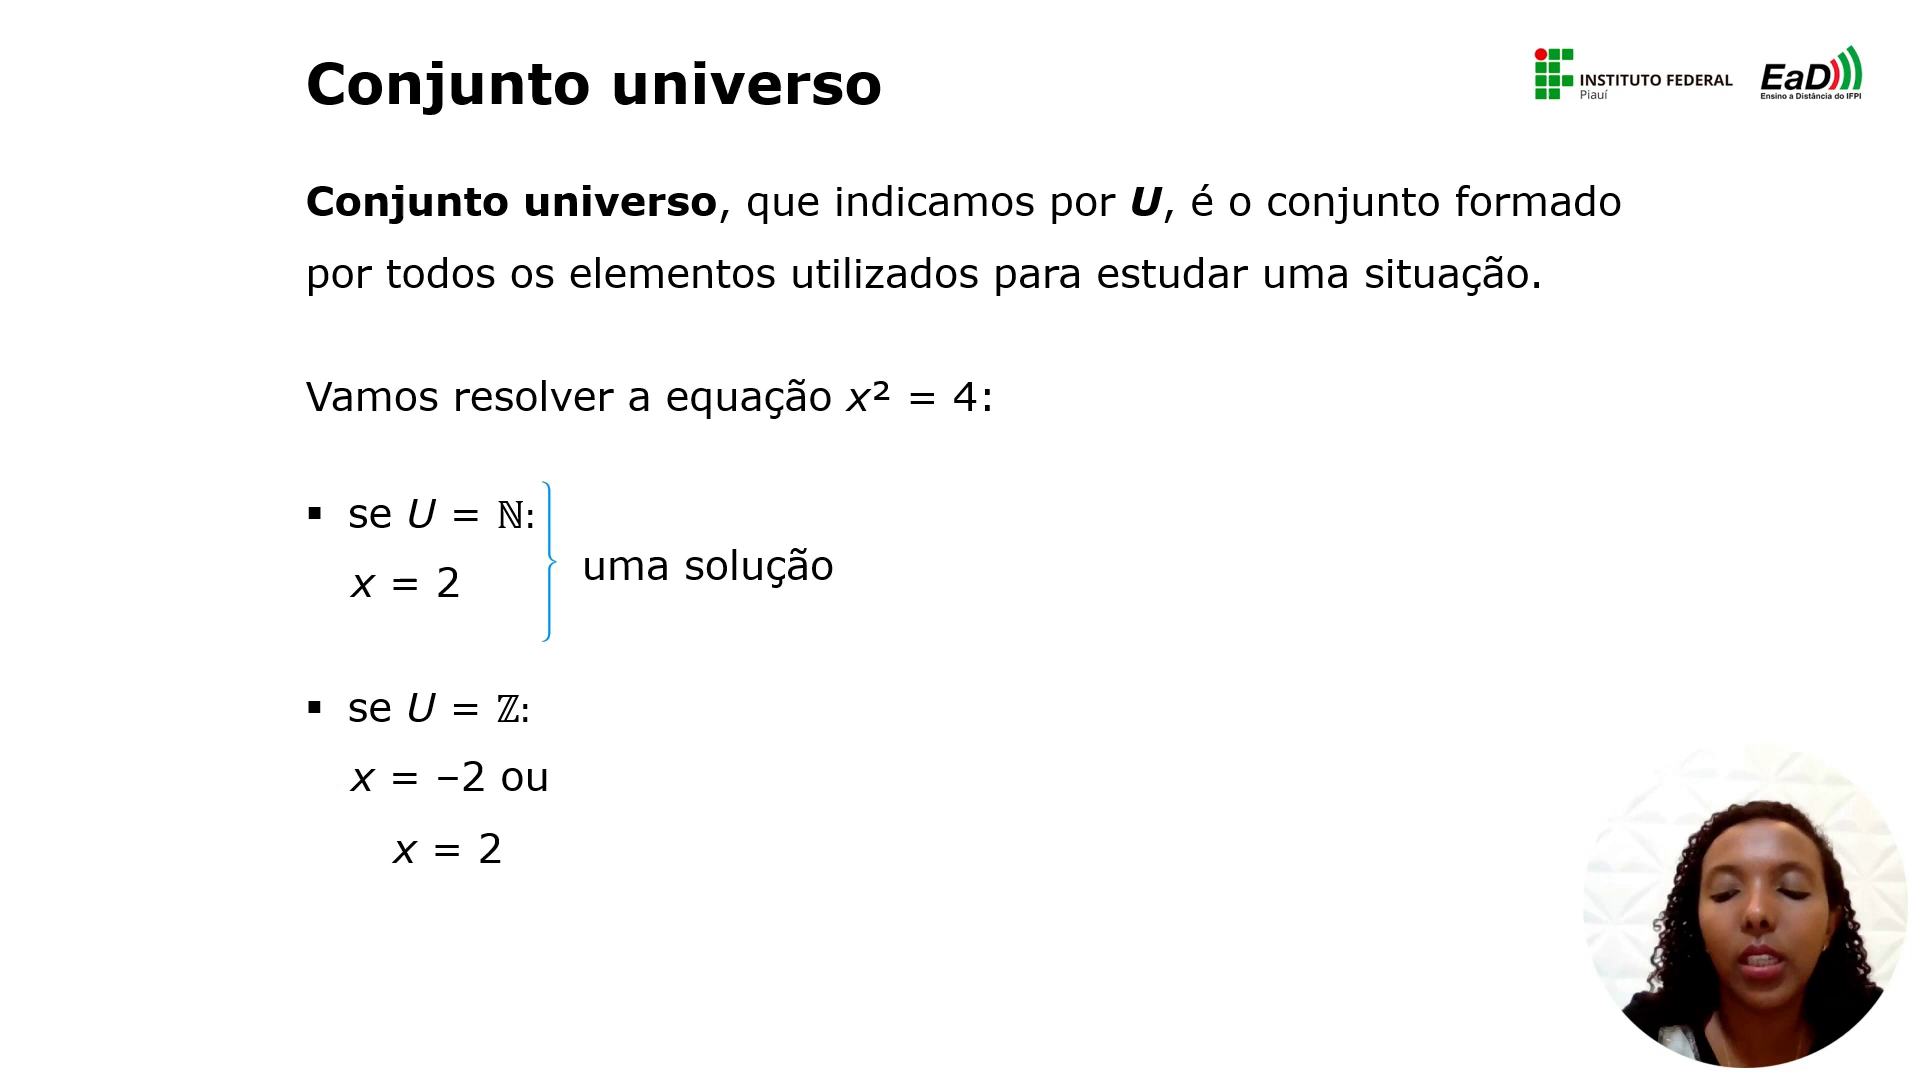 Conjunto universo
INSTITUTO FEDERAL
Piauí
EaD
Ensino a Distância do IFPI
Conjunto universo, que indicamos por U, é o conjunto formado
por todos os elementos utilizados para estudar uma situação.
Vamos resolver a equação x² = 4:
▪ se U = ℕ:
x = 2
uma solução
▪ se U = ℤ:
x = –2 ou
x = 2